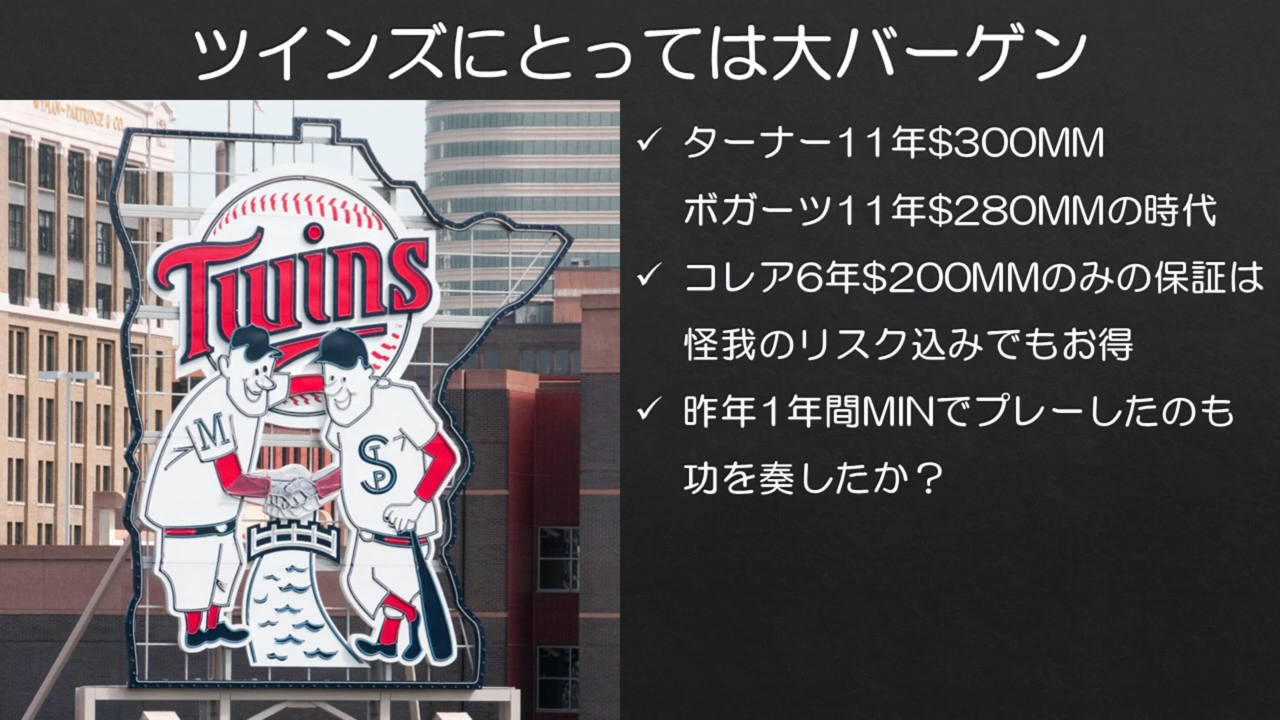 ツインズにとっては大バーゲン
✓ ターナー11年$300MM
ボガーツ11年$280MMの時代
✓ コレア6年$200MMのみの保証は
怪我のリスク込みでもお得
✓ 昨年1年間MINでプレーしたのも
功を奏したか？
Twins
M
STP